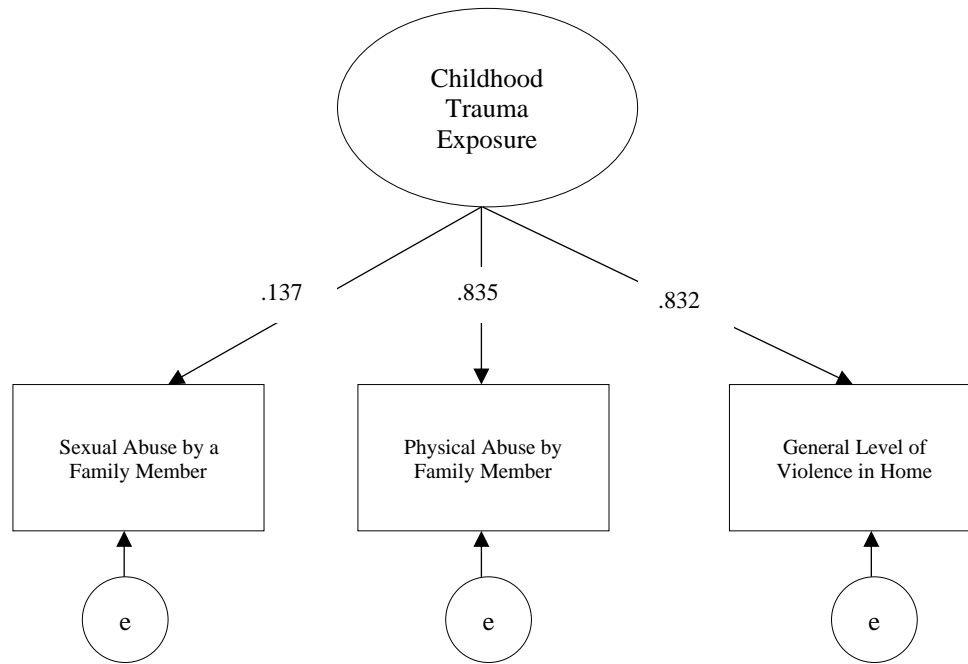 Childhood
Trauma
Exposure
.137
.835
.832
Sexual Abuse by a
Family Member
Physical Abuse by
Family Member
General Level of
Violence in Home
e
e
e